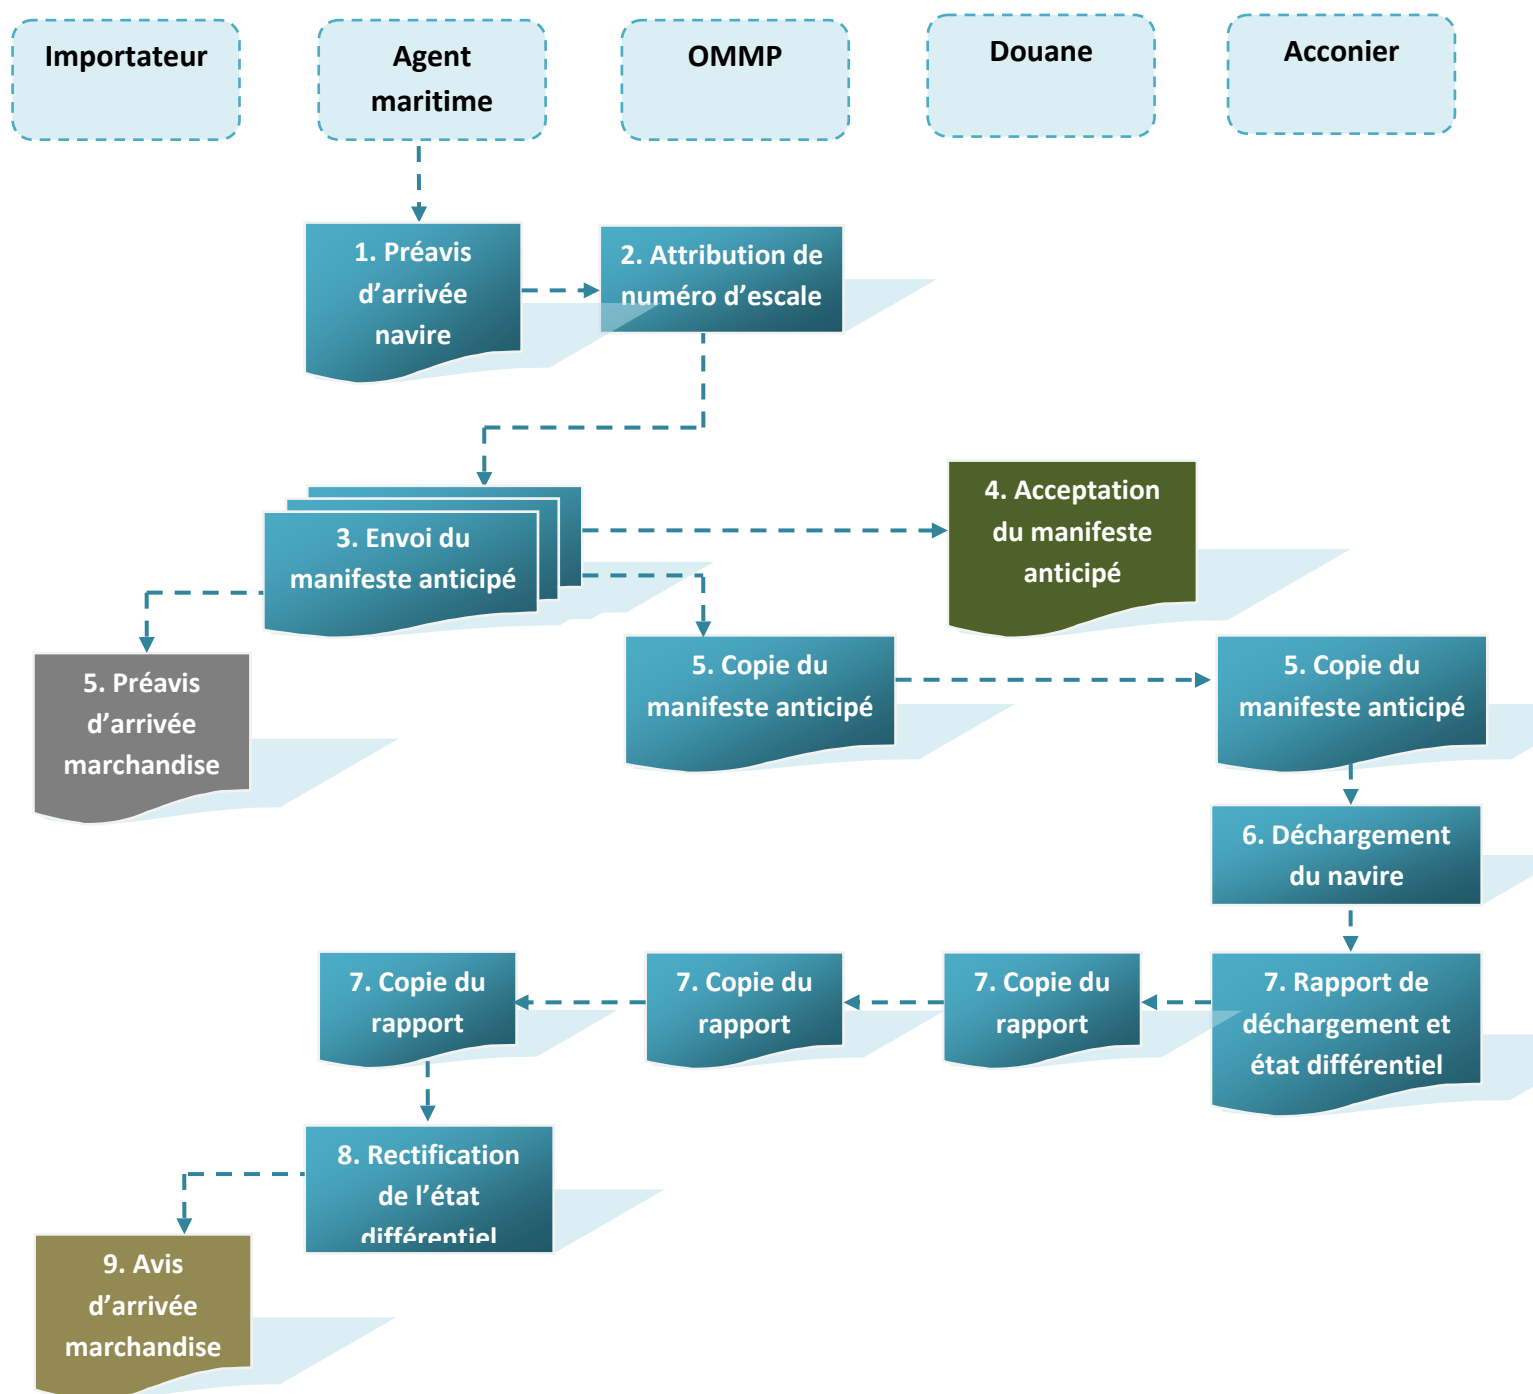 Importateur
Agent
maritime
OMMP
Douane
Acconier
1. Préavis
d’arrivée
navire
2. Attribution de
numéro d’escale
3. Envoi du
manifeste anticipé
4. Acceptation
du manifeste
anticipé
5. Préavis
d’arrivée
marchandise
5. Copie du
manifeste anticipé
5. Copie du
manifeste anticipé
6. Déchargement
du navire
7. Copie du
rapport
7. Copie du
rapport
7. Copie du
rapport
7. Rapport de
déchargement et
état différentiel
8. Rectification
de l’état
différentiel
9. Avis
d’arrivée
marchandise